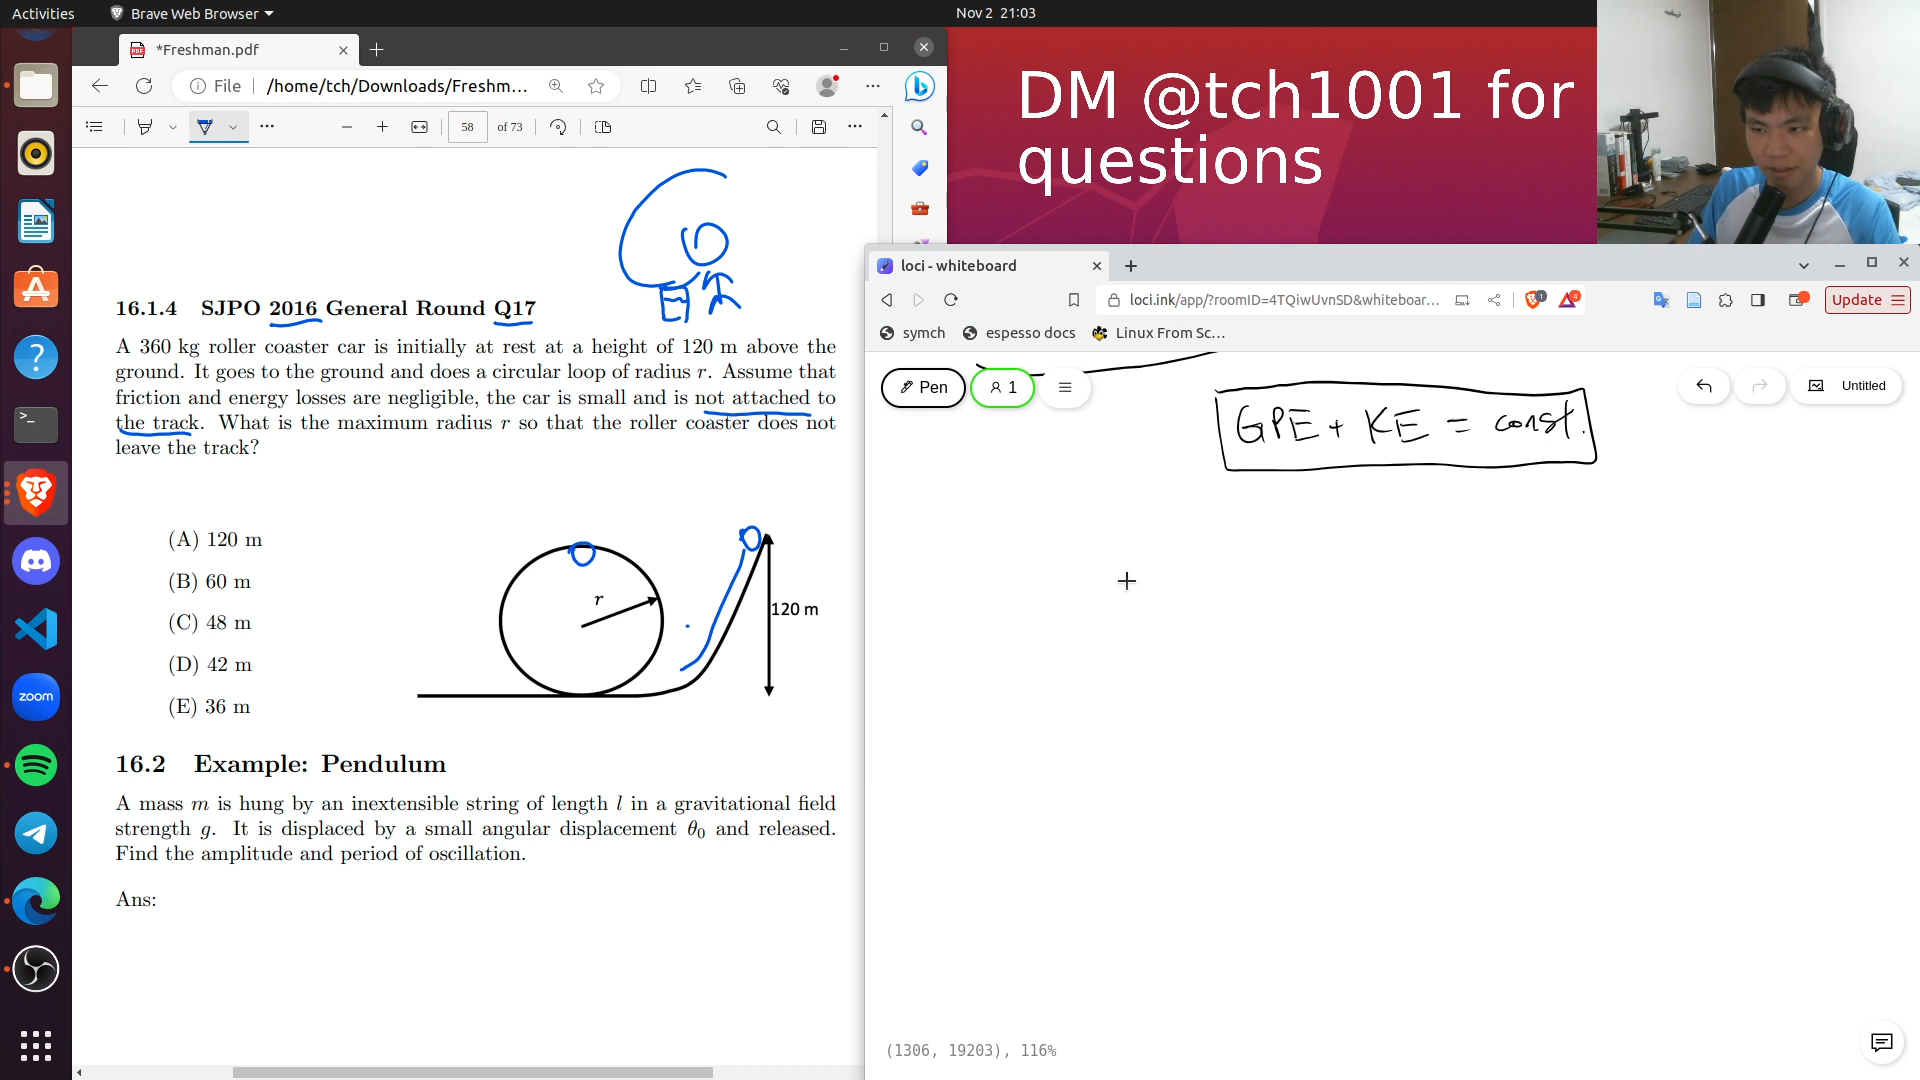 Activities
Brave Web Browser
Nov 2 21:03
*Freshman.pdf
File
/home/tch/Downloads/Freshm...
58
of 73
16.1.4 SJPO 2016 General Round Q17
A 360 kg roller coaster car is initially at rest at a height of 120 m above the
ground. It goes to the ground and does a circular loop of radius r. Assume that
friction and energy losses are negligible, the car is small and is not attached to
the track. What is the maximum radius r so that the roller coaster does not
leave the track?
(A) 120 m
(B) 60 m
(C) 48 m
(D) 42 m
(E) 36 m
r
120 m
16.2 Example: Pendulum
A mass m is hung by an inextensible string of length l in a gravitational field
strength g. It is displaced by a small angular displacement θ0 and released.
Find the amplitude and period of oscillation.
Ans:
zoom
DM @tch1001 for
questions
loci - whiteboard
loci.ink/app/?roomID=4TQiwUvnSD&whiteboar...
1
4
Update
symch
espesso docs
Linux From Sc...
Pen
1
Untitled
GPE + KE = const.
(1306, 19203), 116%